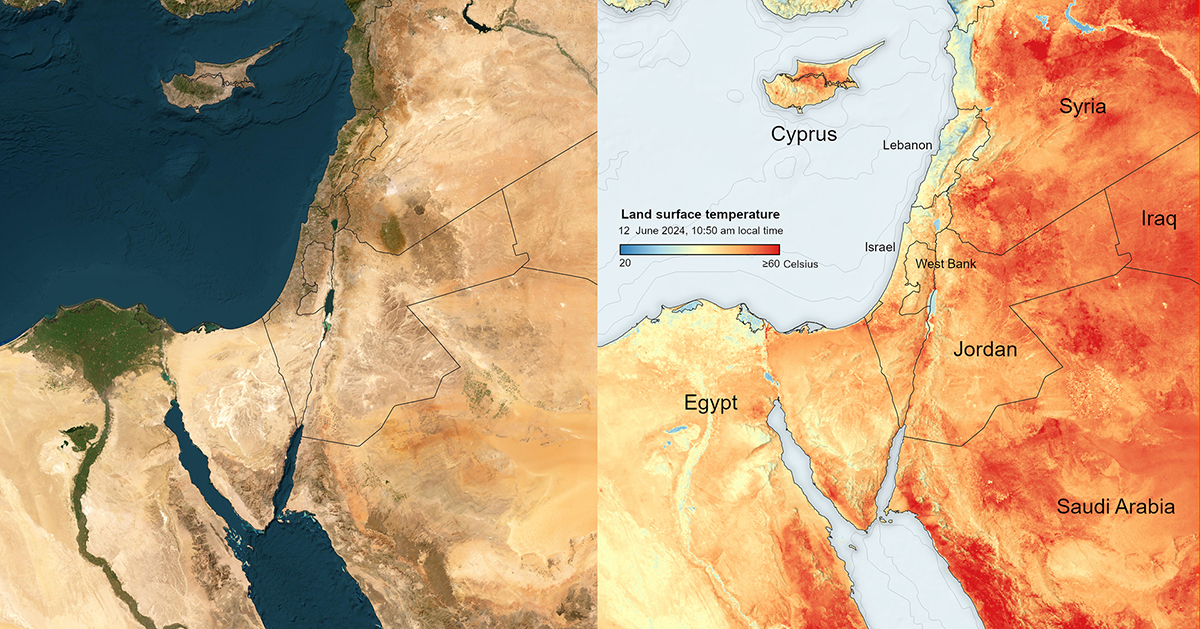 Syria
Cyprus
Lebanon
Land surface temperature
12 June 2024, 10:50 am local time
20
≥60 Celsius
Iraq
Israel
West Bank
Jordan
Egypt
Saudi Arabia